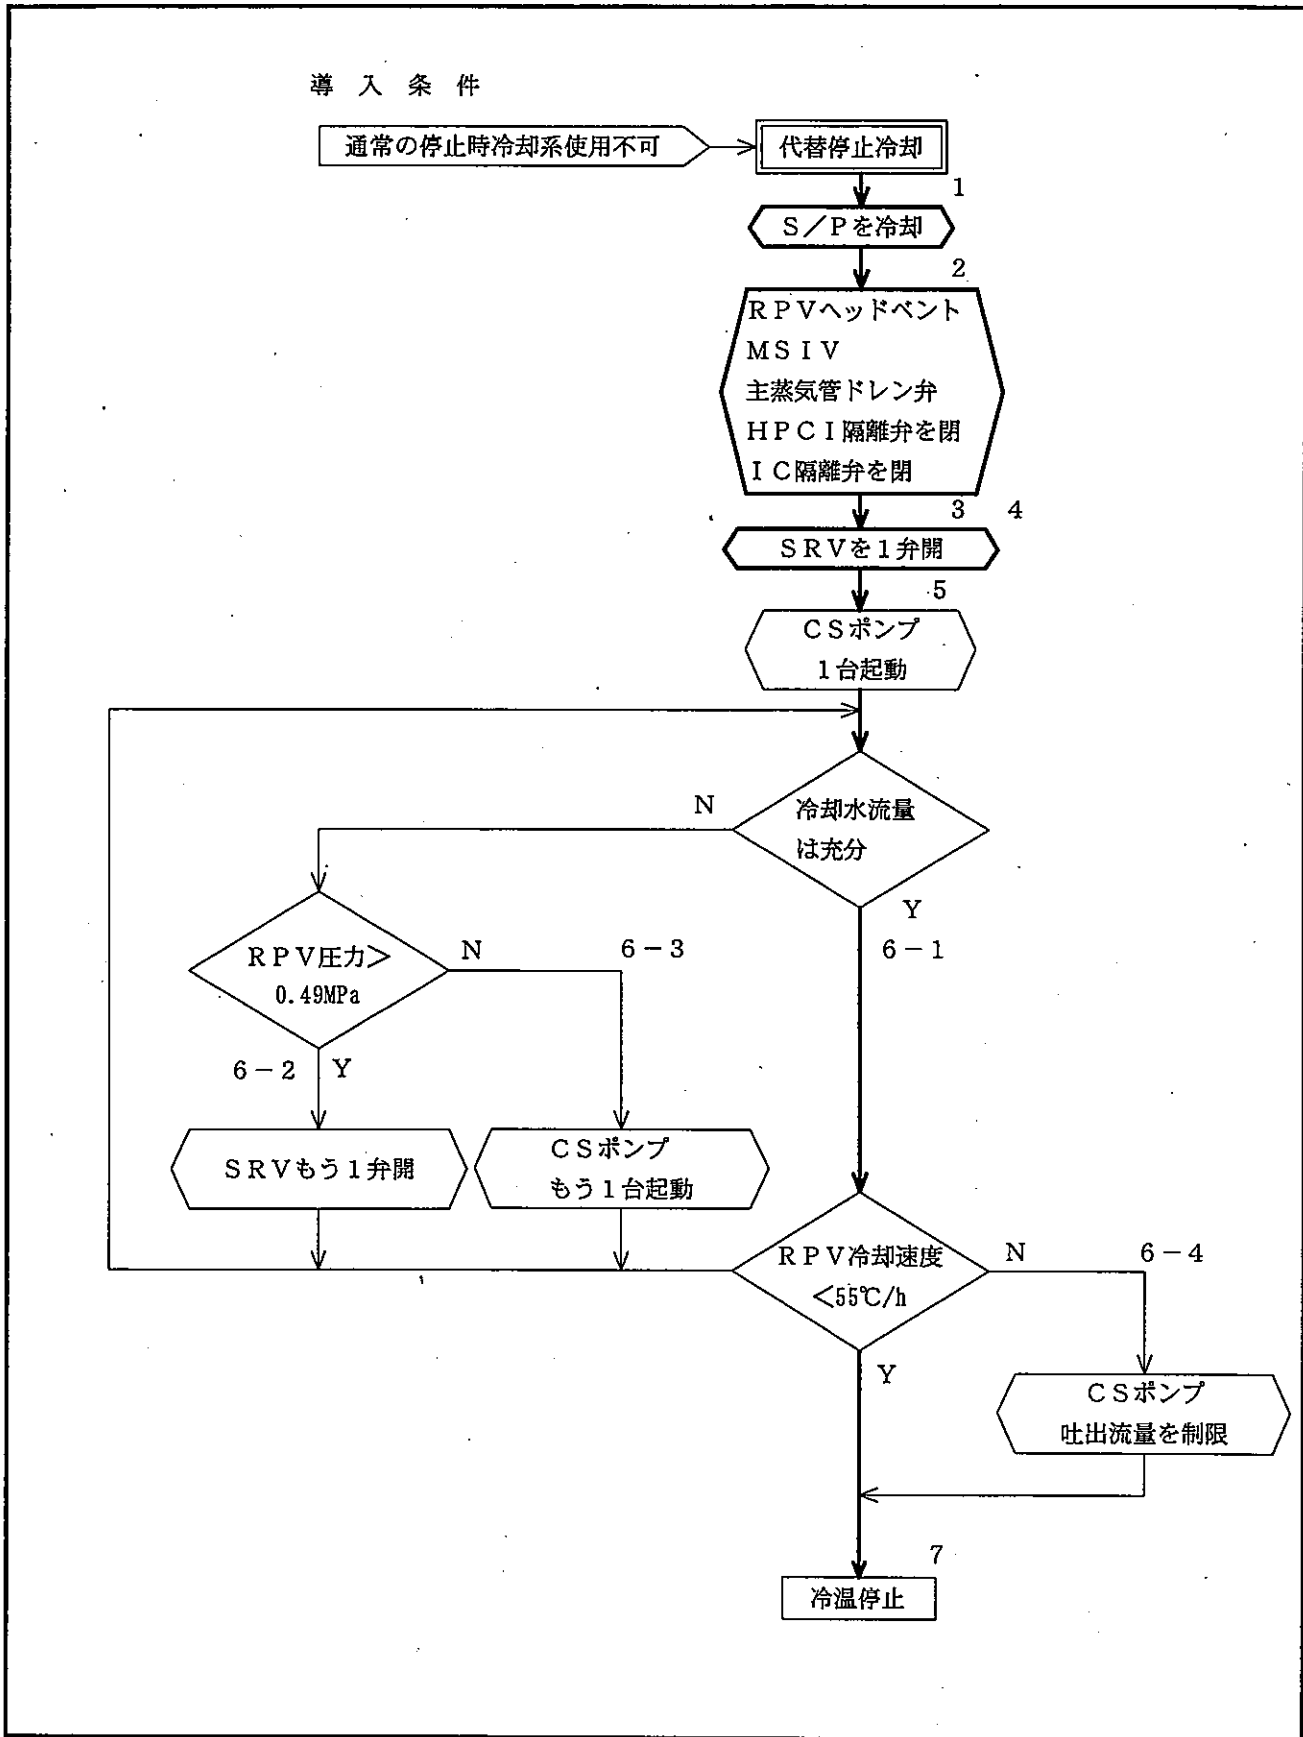 導入条件
通常の停止時冷却系使用不可
代替停止冷却
1
S/Pを冷却
2
RPVヘッドベント
MSIV
主蒸気管ドレン弁
HPCI隔離弁を閉
IC隔離弁を閉
3 4
SRVを1弁開
5
CSポンプ
1台起動
N
冷却水流量
は充分
Y
6-1
RPV圧力>
0.49MPa
N
6-3
6-2 Y
SRVもう1弁開
CSポンプ
もう1台起動
RPV冷却速度
<55℃/h
N
6-4
Y
CSポンプ
吐出流量を制限
7
冷温停止